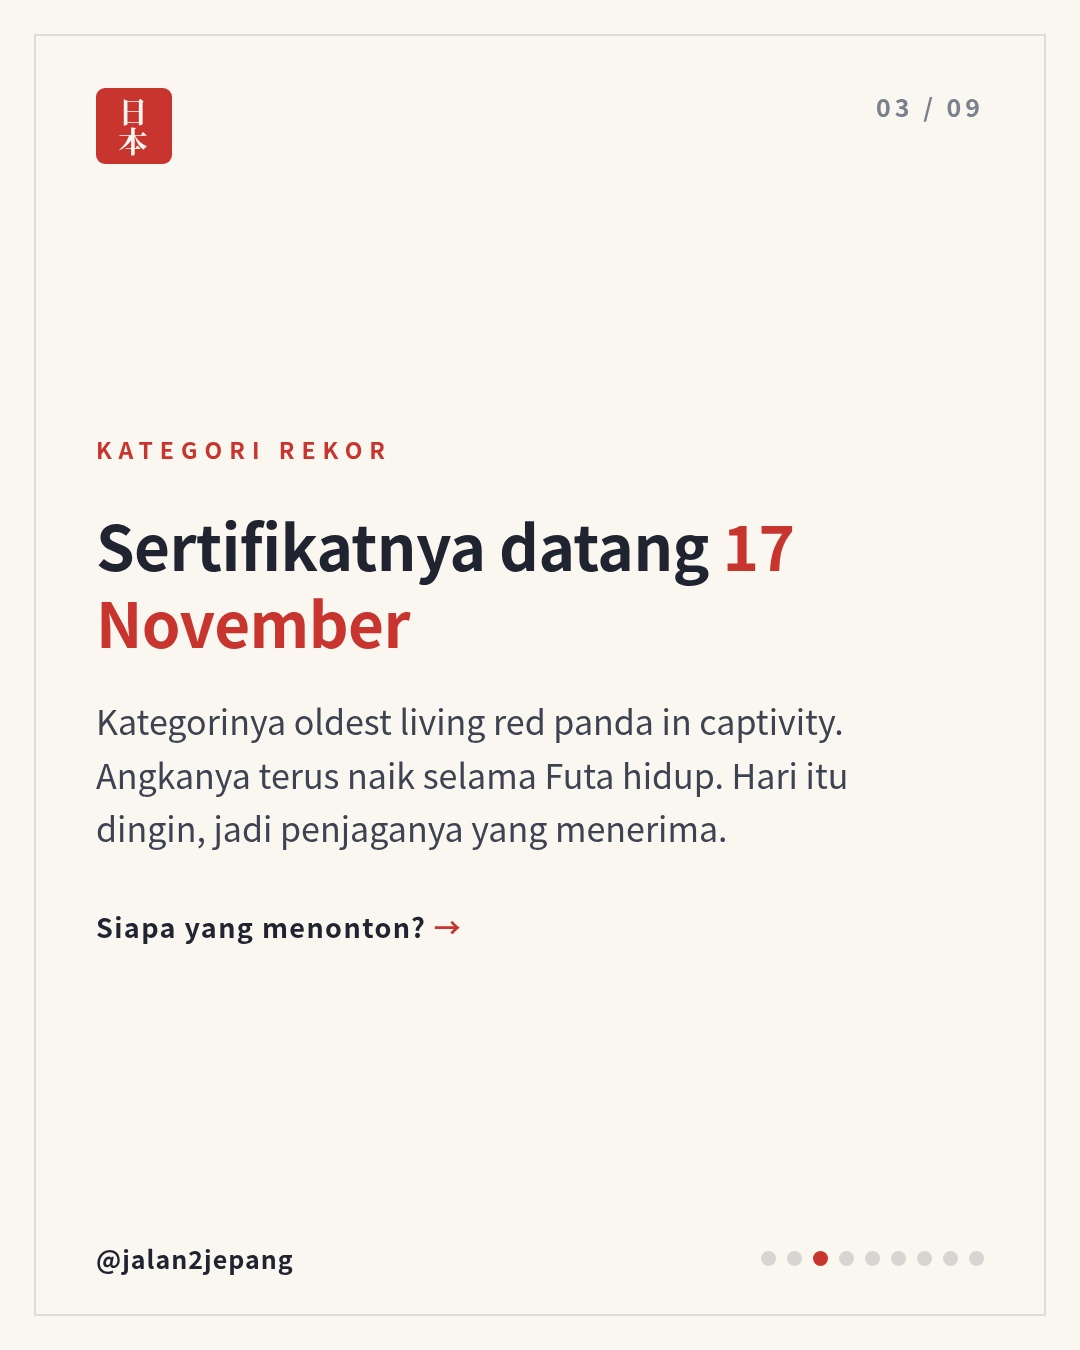 日本
03 / 09
KATEGORI REKOR
Sertifikatnya datang 17
November
Kategorinya oldest living red panda in captivity.
Angkanya terus naik selama Futa hidup. Hari itu
dingin, jadi penjaganya yang menerima.
Siapa yang menonton? →
@jalan2jepang